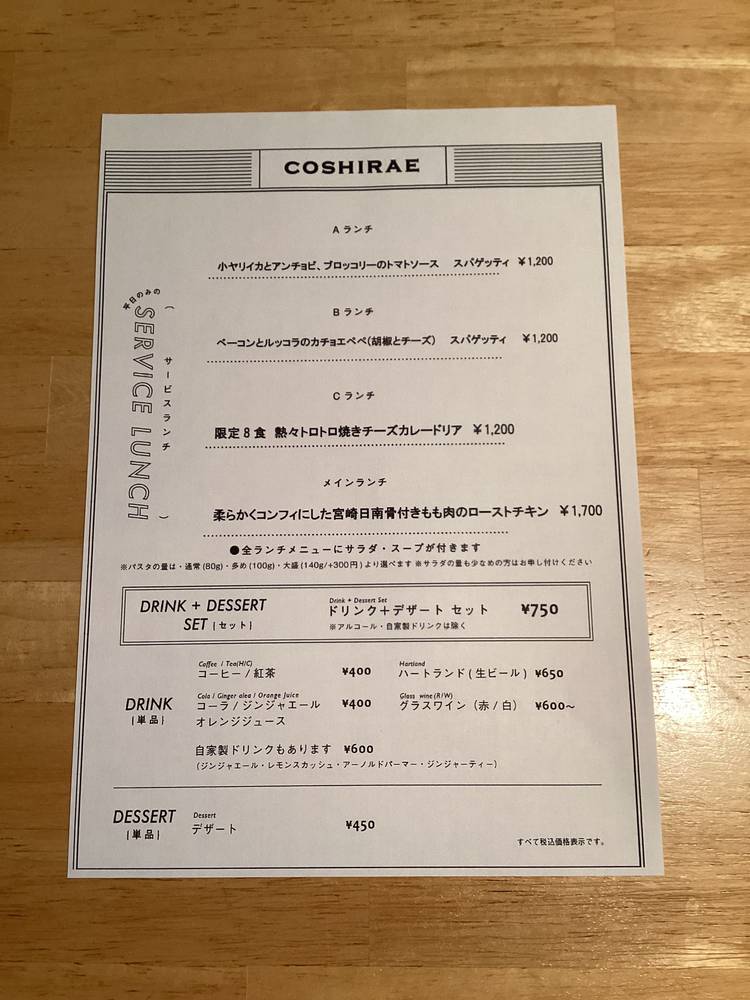 COSHIRAE
Aランチ
小ヤリイカとアンチョビ、ブロッコリーのトマトソース スパゲッティ ¥1,200
平日のみの
SERVICE LUNCH
(サービスランチ)
Bランチ
ベーコンとルッコラのカチョエペペ(胡椒とチーズ) スパゲッティ ¥1,200
Cランチ
限定8食 熱々トロトロ焼きチーズカレードリア ¥1,200
メインランチ
柔らかくコンフィにした宮崎日南骨付きもも肉のローストチキン ¥1,700
●全ランチメニューにサラダ・スープが付きます
※パスタの量は・通常(80g)・多め(100g)・大盛(140g/+300円)より選べます ※サラダの量も少なめの方はお申し付けください
DRINK + DESSERT
SET [セット]
Drink + Dessert Set
ドリンク+デザート セット ¥750
※アルコール・自家製ドリンクは除く
DRINK
[単品]
Coffee / Tea(H/C)
コーヒー/紅茶 ¥400
Cola / Ginger alea / Orange Juice
コーラ/ジンジャエール ¥400
オレンジジュース
Hartland
ハートランド(生ビール) ¥650
Glass wine(R/W)
グラスワイン(赤/白) ¥600〜
自家製ドリンクもあります ¥600
(ジンジャエール・レモンスカッシュ・アーノルドパーマー・ジンジャーティー)
DESSERT
[単品]
Dessert
デザート ¥450
すべて税込価格表示です。